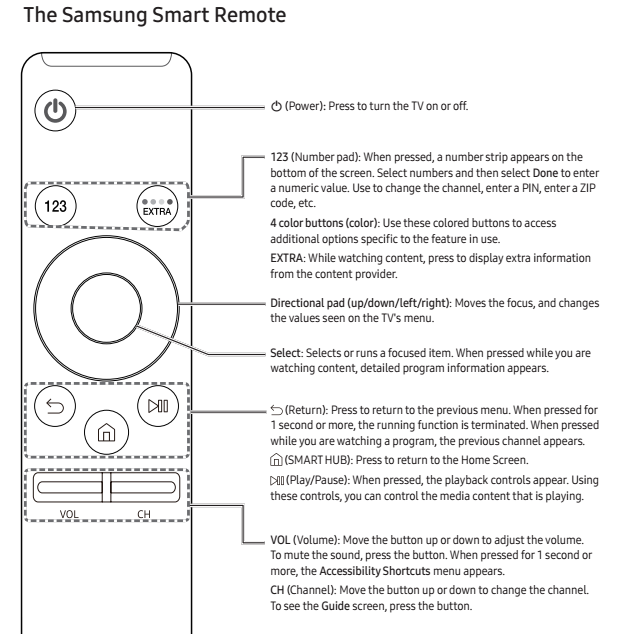 The Samsung Smart Remote
⏻ (Power): Press to turn the TV on or off.
123 (Number pad): When pressed, a number strip appears on the
bottom of the screen. Select numbers and then select Done to enter
a numeric value. Use to change the channel, enter a PIN, enter a ZIP
code, etc.
4 color buttons (color): Use these colored buttons to access
additional options specific to the feature in use.
EXTRA: While watching content, press to display extra information
from the content provider.
123
EXTRA
Directional pad (up/down/left/right): Moves the focus, and changes
the values seen on the TV's menu.
Select: Selects or runs a focused item. When pressed while you are
watching content, detailed program information appears.
(Return): Press to return to the previous menu. When pressed for
1 second or more, the running function is terminated. When pressed
while you are watching a program, the previous channel appears.
(SMART HUB): Press to return to the Home Screen.
(Play/Pause): When pressed, the playback controls appear. Using
these controls, you can control the media content that is playing.
VOL CH
VOL (Volume): Move the button up or down to adjust the volume.
To mute the sound, press the button. When pressed for 1 second or
more, the Accessibility Shortcuts menu appears.
CH (Channel): Move the button up or down to change the channel.
To see the Guide screen, press the button.